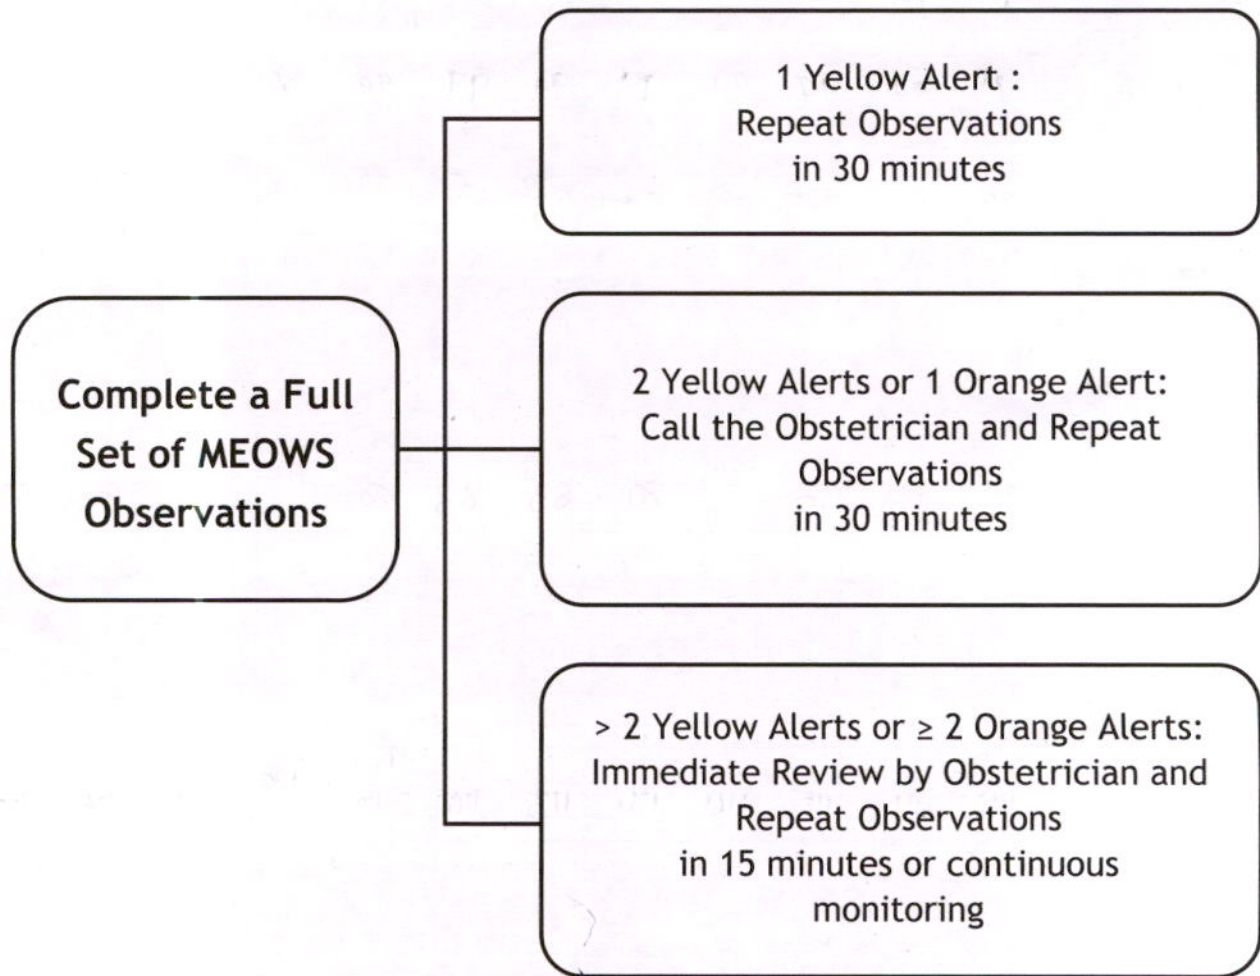 1 Yellow Alert :
Repeat Observations
in 30 minutes
Complete a Full
Set of MEOWS
Observations
2 Yellow Alerts or 1 Orange Alert:
Call the Obstetrician and Repeat
Observations
in 30 minutes
> 2 Yellow Alerts or ≥ 2 Orange Alerts:
Immediate Review by Obstetrician and
Repeat Observations
in 15 minutes or continuous
monitoring